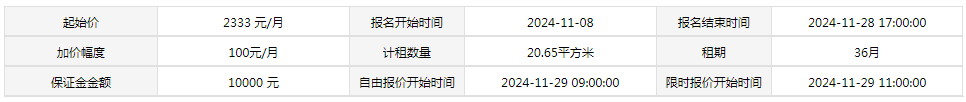 起始价 2333 元/月 报名开始时间 2024-11-08 报名结束时间 2024-11-28 17:00:00
加价幅度 100元/月 计租数量 20.65平方米 租期 36月
保证金金额 10000 元 自由报价开始时间 2024-11-29 09:00:00 限时报价开始时间 2024-11-29 11:00:00